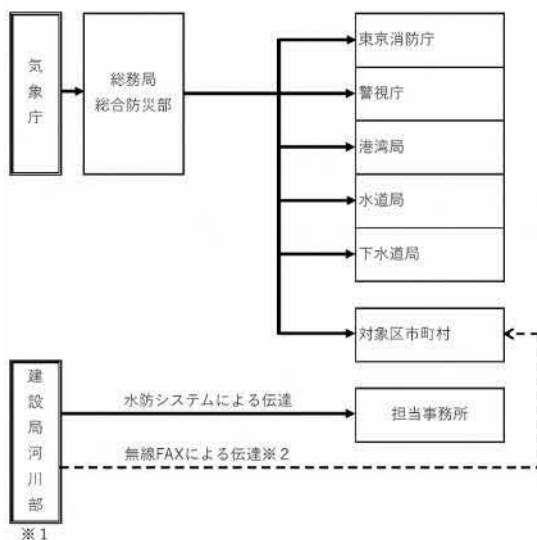 気象庁
総務局
総合防災部
東京消防庁
警視庁
港湾局
水道局
下水道局
対象区市町村
建設局河川部
水防システムによる伝達
担当事務所
無線FAXによる伝達※2
※1